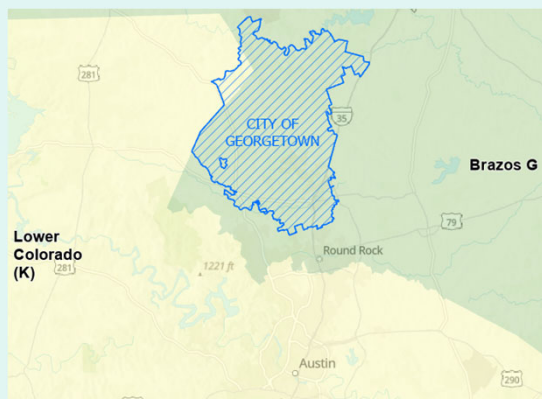 281
CITY OF
GEORGETOWN
35
Brazos G
79
Lower
Colorado
(K)
281
1221 ft
Round Rock
Austin
290